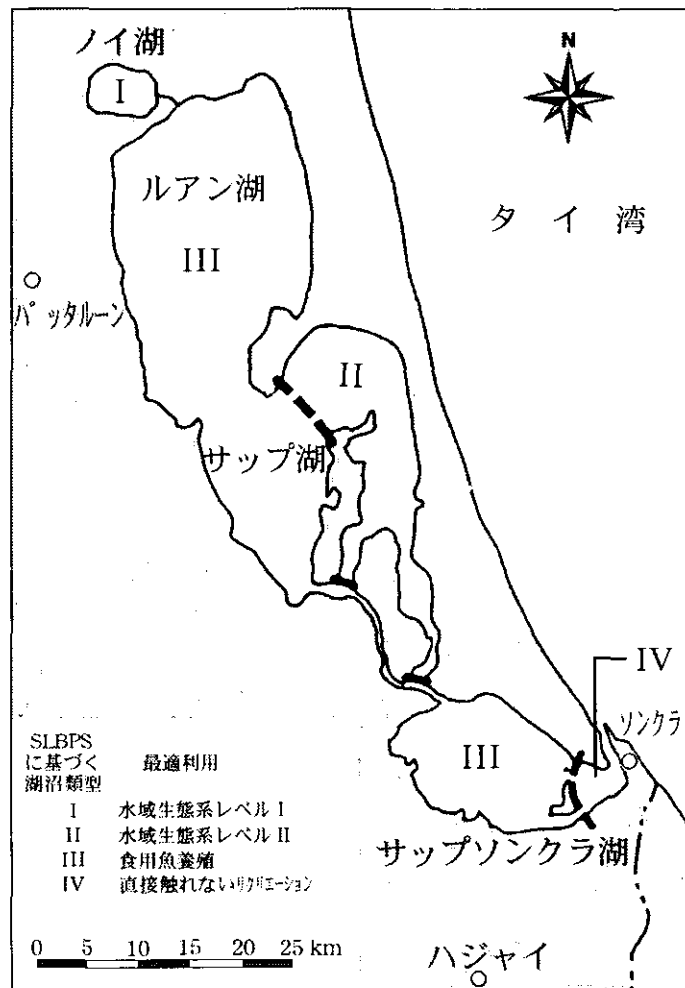 ノイ湖
I
N
ルアン湖
タイ湾
III
パッタルーン
II
サップ湖
IV
ソンクラ
III
サップソンクラ湖
SLBPS
に基づく
湖沼類型
最適利用
I 水域生態系レベル I
II 水域生態系レベル II
III 食用魚養殖
IV 直接触れないリクリエーション
0 5 10 15 20 25 km
ハジャイ